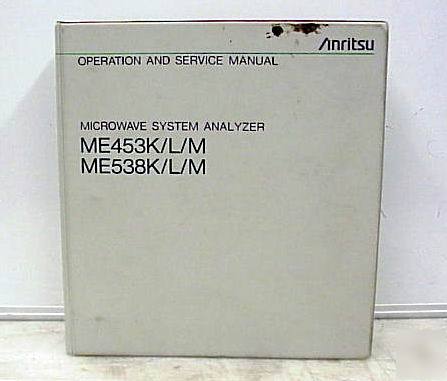 Anritsu
OPERATION AND SERVICE MANUAL
MICROWAVE SYSTEM ANALYZER
ME453K/L/M
ME538K/L/M